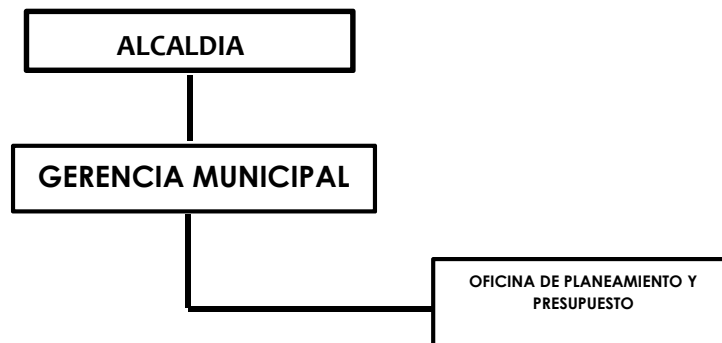 ALCALDIA
GERENCIA MUNICIPAL
OFICINA DE PLANEAMIENTO Y
PRESUPUESTO